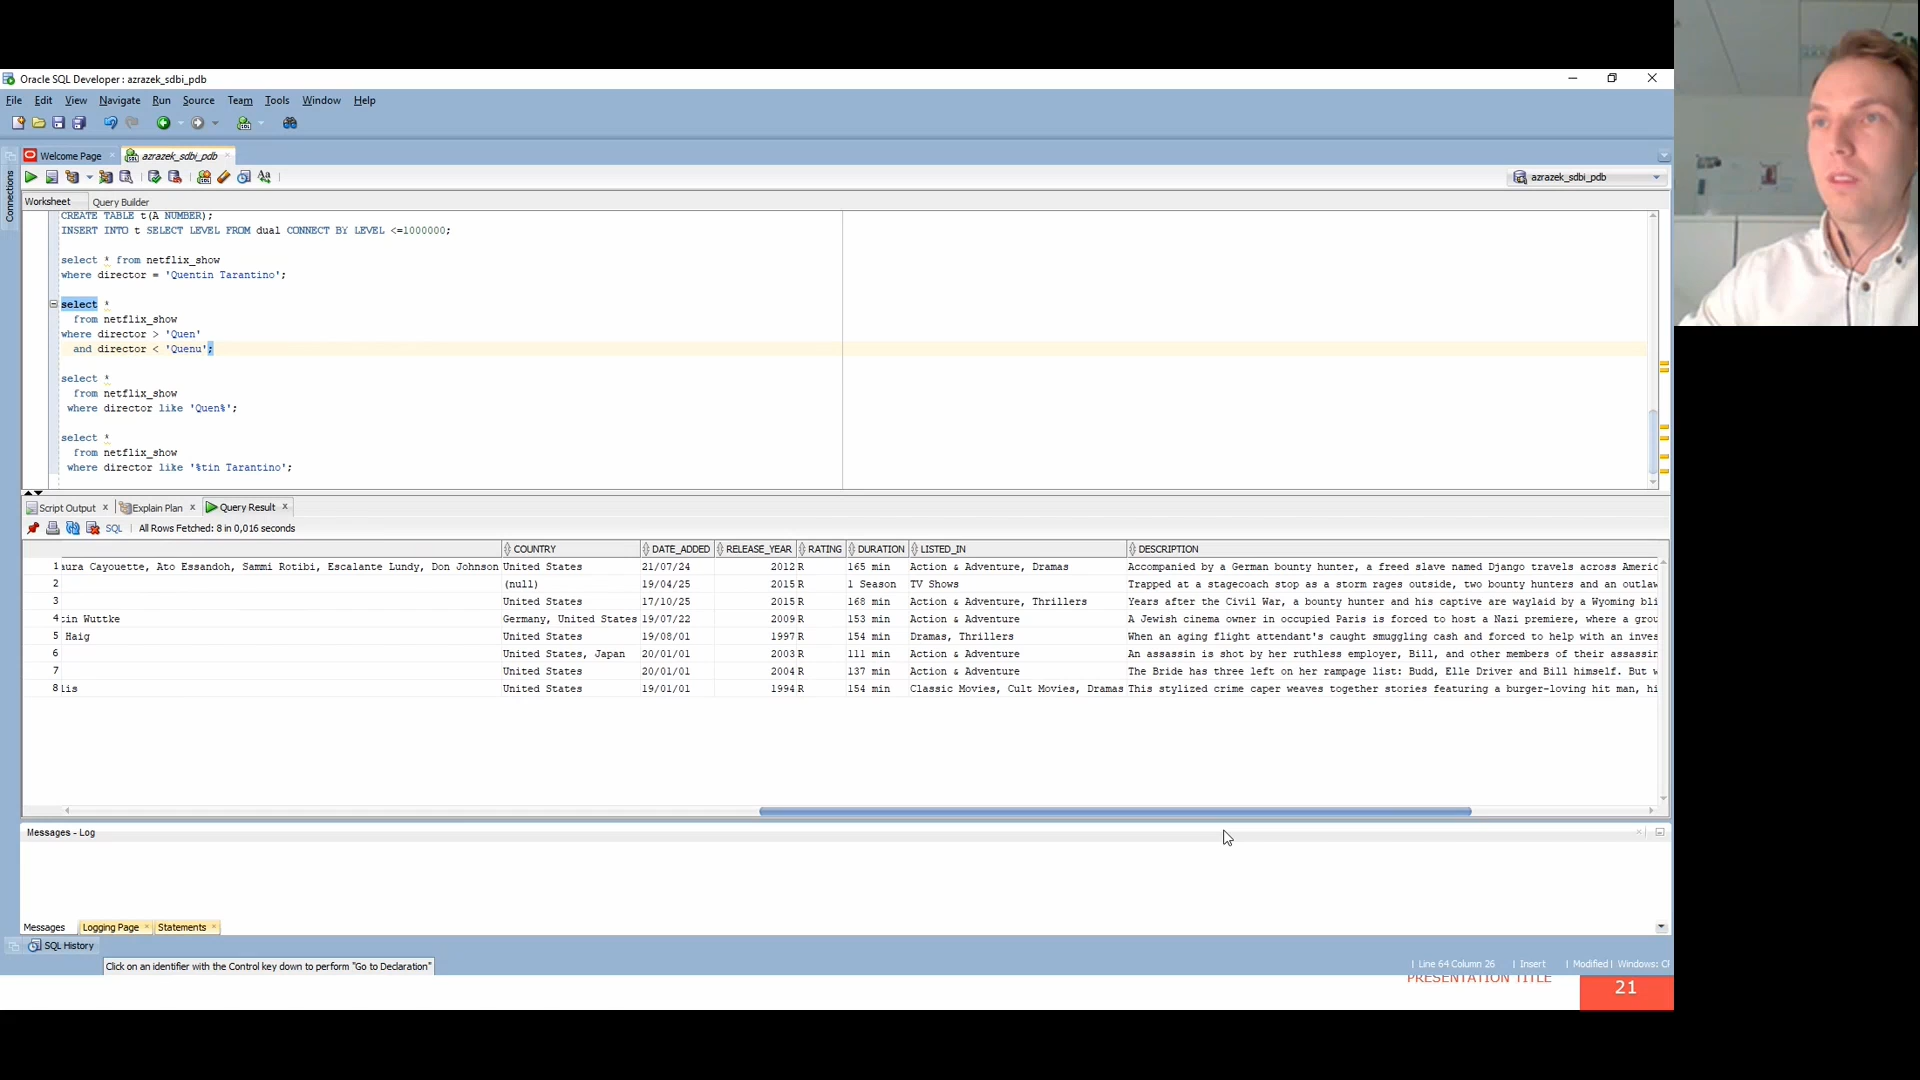 Oracle SQL Developer : azrazek_sdbi_pdb
File Edit View Navigate Run Source Team Tools Window Help
Welcome Page azrazek_sdbi_pdb
azrazek_sdbi_pdb
Connections
Worksheet Query Builder
CREATE TABLE t(A NUMBER);
INSERT INTO t SELECT LEVEL FROM dual CONNECT BY LEVEL <=1000000;
select * from netflix_show
where director = 'Quentin Tarantino';
select *
from netflix_show
where director > 'Quen'
and director < 'Quenu';
select *
from netflix_show
where director like 'Quen%';
select *
from netflix_show
where director like '%tin Tarantino';
Script Output Explain Plan Query Result
SQL All Rows Fetched: 8 in 0,016 seconds
COUNTRY DATE_ADDED RELEASE_YEAR RATING DURATION LISTED_IN DESCRIPTION
1 aura Cayouette, Ato Essandoh, Sammi Rotibi, Escalante Lundy, Don Johnson United States 21/07/24 2012 R 165 min Action & Adventure, Dramas Accompanied by a German bounty hunter, a freed slave named Django travels across Americ
2 (null) 19/04/25 2015 R 1 Season TV Shows Trapped at a stagecoach stop as a storm rages outside, two bounty hunters and an outlaw
3 United States 17/10/25 2015 R 168 min Action & Adventure, Thrillers Years after the Civil War, a bounty hunter and his captive are waylaid by a Wyoming bli
4 tin Wuttke Germany, United States 19/07/22 2009 R 153 min Action & Adventure A Jewish cinema owner in occupied Paris is forced to host a Nazi premiere, where a grou
5 Haig United States 19/08/01 1997 R 154 min Dramas, Thrillers When an aging flight attendant's caught smuggling cash and forced to help with an inves
6 United States, Japan 20/01/01 2003 R 111 min Action & Adventure An assassin is shot by her ruthless employer, Bill, and other members of their assassin
7 United States 20/01/01 2004 R 137 min Action & Adventure The Bride has three left on her rampage list: Budd, Elle Driver and Bill himself. But w
8 lis United States 19/01/01 1994 R 154 min Classic Movies, Cult Movies, Dramas This stylized crime caper weaves together stories featuring a burger-loving hit man, hi
Messages - Log
Messages Logging Page Statements
SQL History
Click on an identifier with the Control key down to perform "Go to Declaration"
Line 64 Column 26 Insert Modified Windows: Cl
PRESENTATION TITLE
21